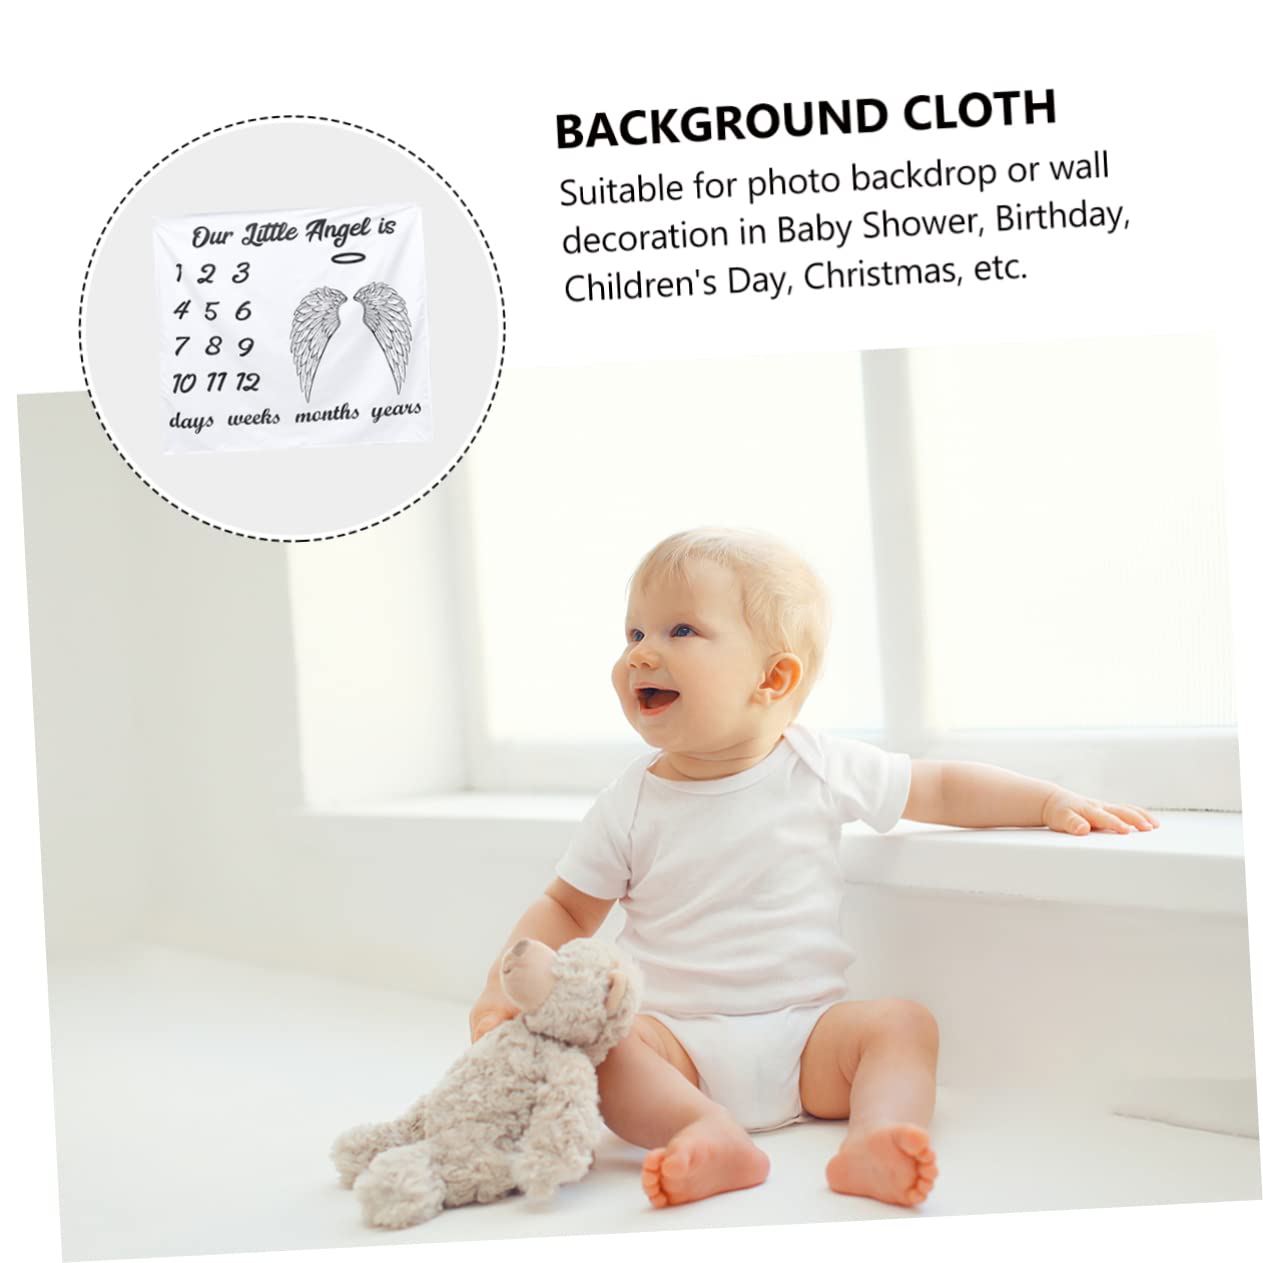 BACKGROUND CLOTH
Suitable for photo backdrop or wall
decoration in Baby Shower, Birthday,
Children's Day, Christmas, etc.
Our Little Angel is
1 2 3
4 5 6
7 8 9
10 11 12
days weeks months years